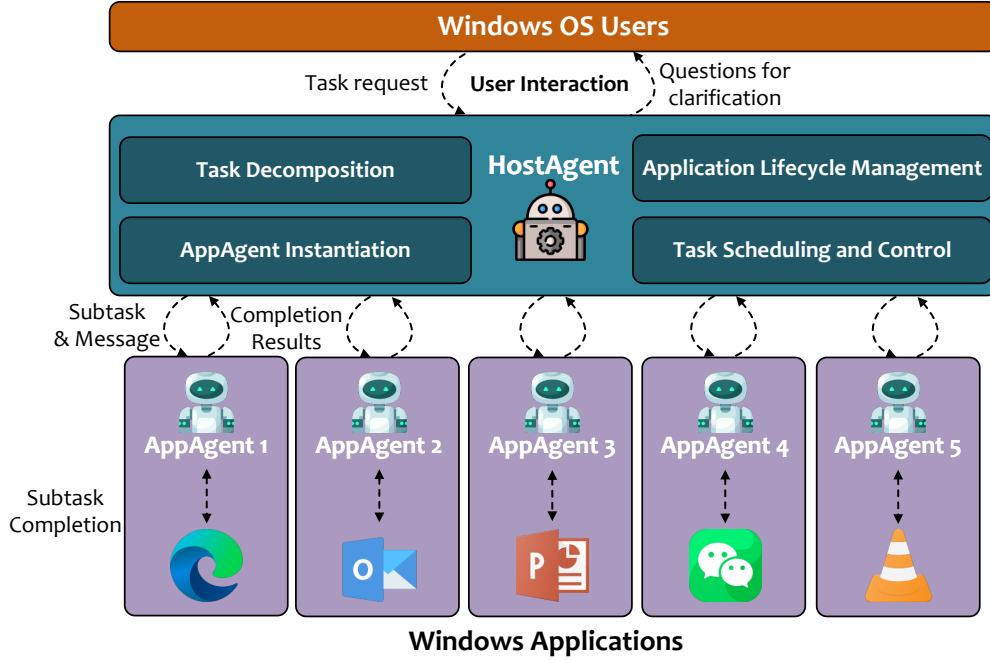 Windows OS Users
Task request
User Interaction
Questions for
clarification
HostAgent
Task Decomposition
Application Lifecycle Management
AppAgent Instantiation
Task Scheduling and Control
Subtask
& Message
Completion
Results
AppAgent 1
AppAgent 2
AppAgent 3
AppAgent 4
AppAgent 5
Subtask
Completion
O
P
Windows Applications